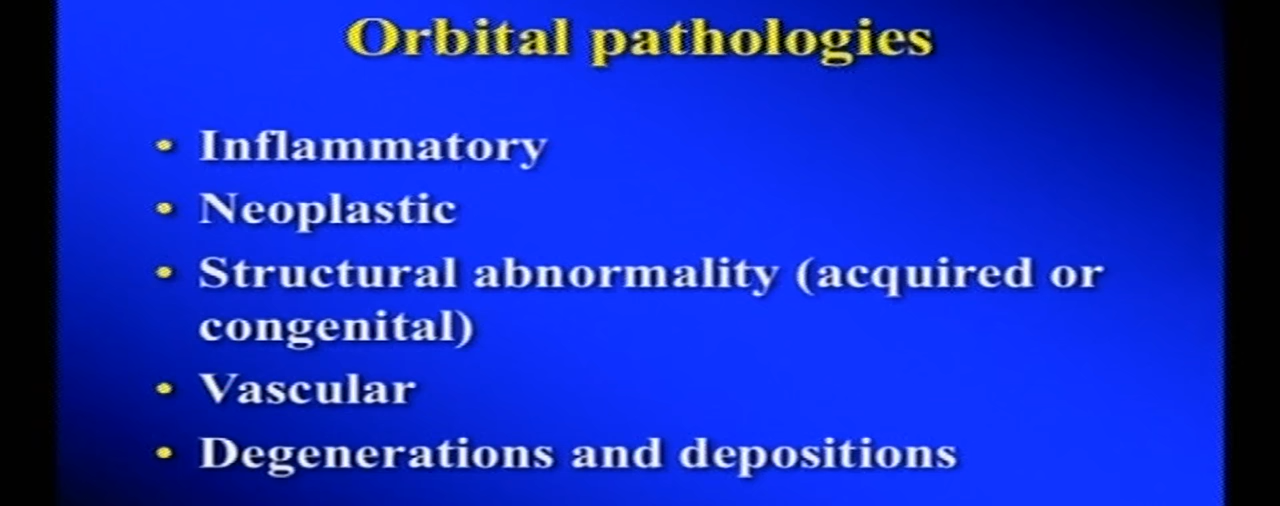 Orbital pathologies
• Inflammatory
• Neoplastic
• Structural abnormality (acquired or
congenital)
• Vascular
• Degenerations and depositions